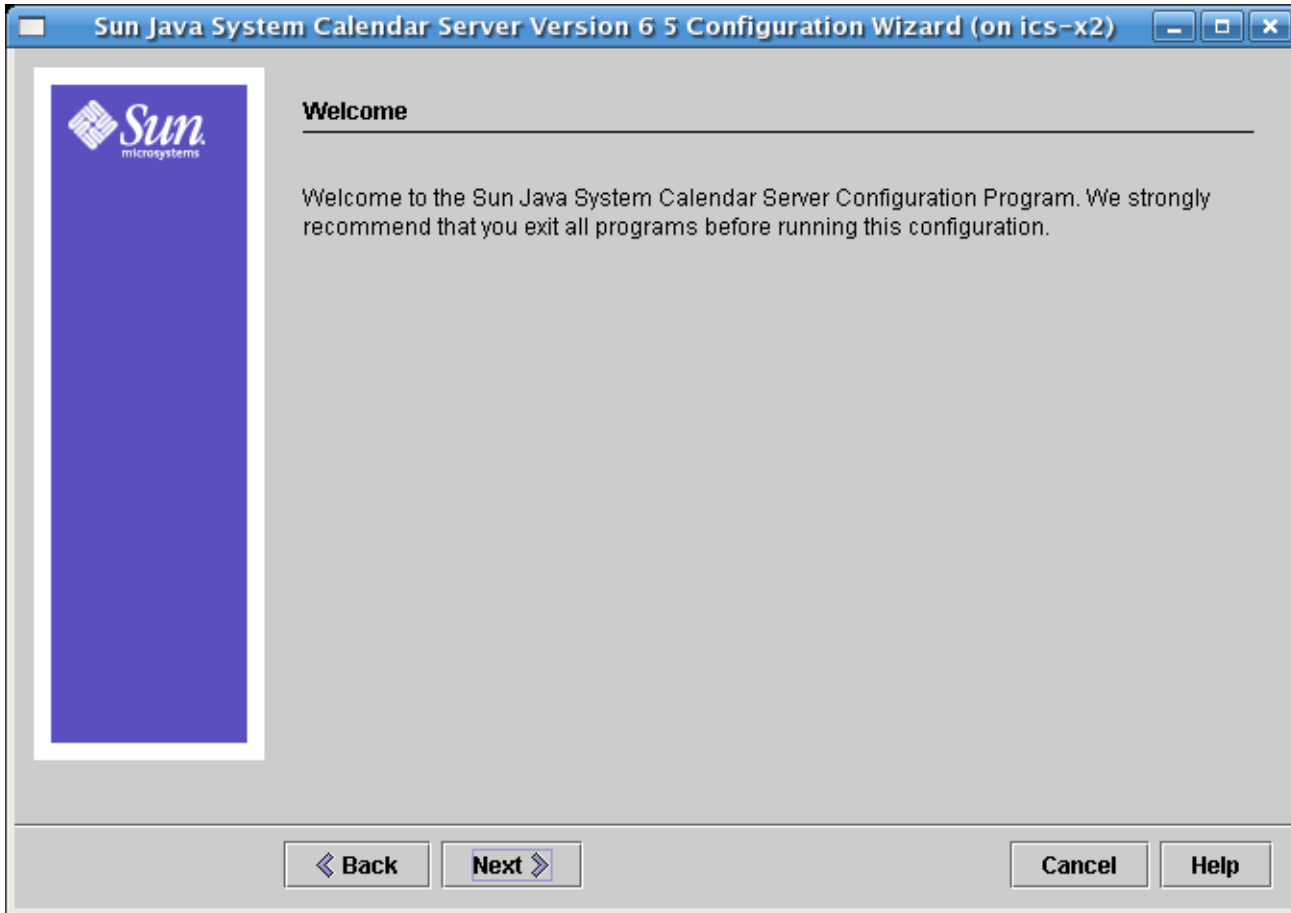 Sun Java System Calendar Server Version 6 5 Configuration Wizard (on ics-x2)
Sun
microsystems
Welcome
Welcome to the Sun Java System Calendar Server Configuration Program. We strongly
recommend that you exit all programs before running this configuration.
Back Next Cancel Help